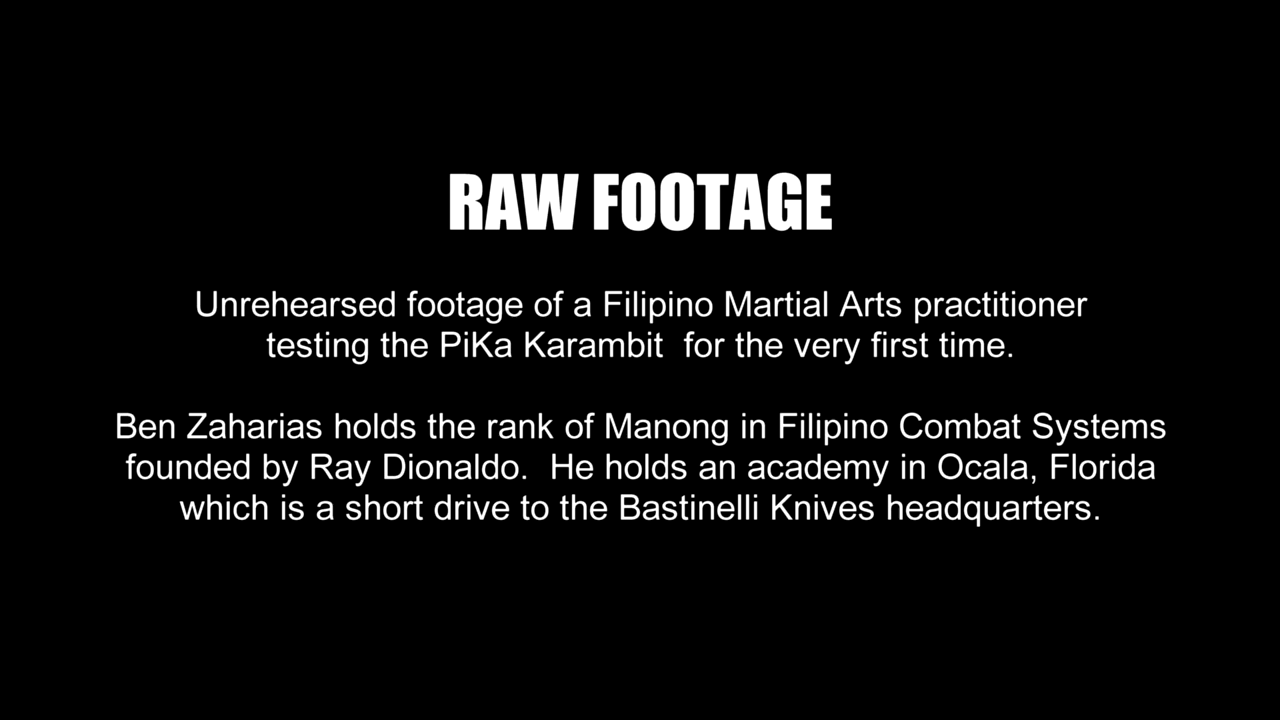 RAW FOOTAGE
Unrehearsed footage of a Filipino Martial Arts practitioner
testing the PiKa Karambit  for the very first time.
Ben Zaharias holds the rank of Manong in Filipino Combat Systems
founded by Ray Dionaldo.  He holds an academy in Ocala, Florida
which is a short drive to the Bastinelli Knives headquarters.